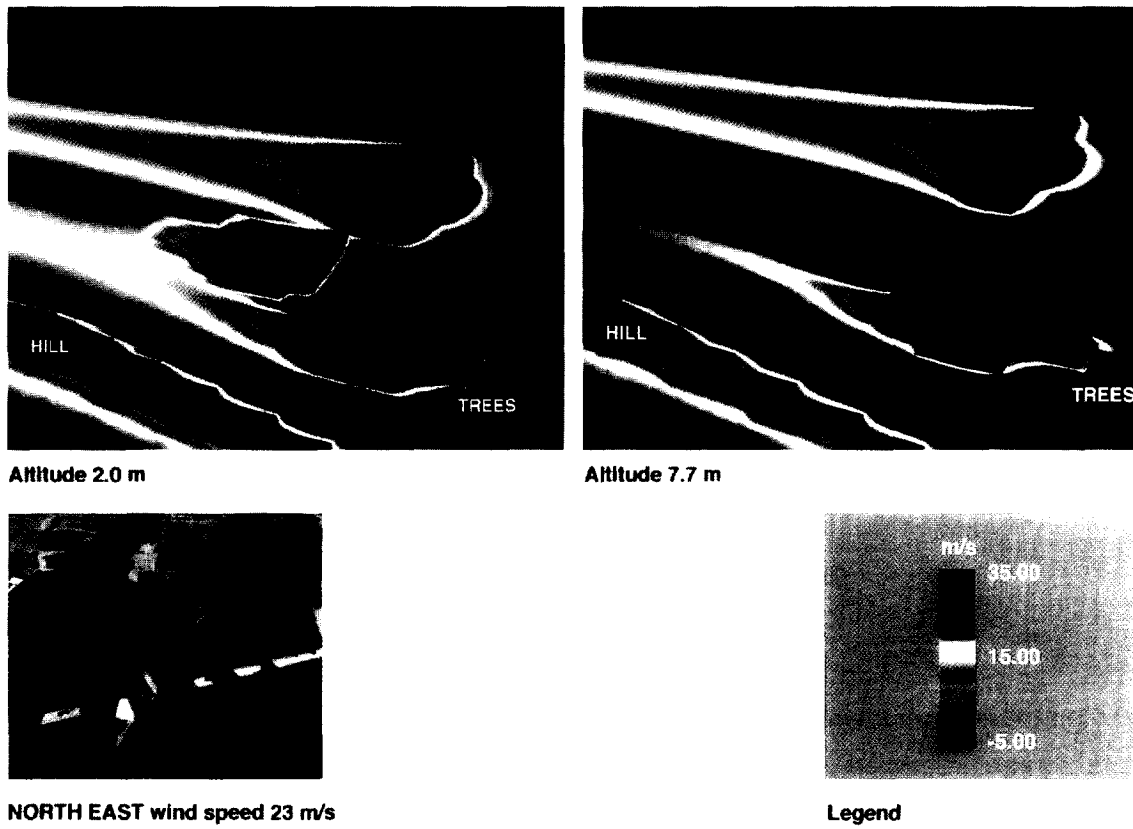 HILL
TREES
HILL
TREES
Altitude 2.0 m
Altitude 7.7 m
m/s
35.00
15.00
-5.00
NORTH EAST wind speed 23 m/s
Legend